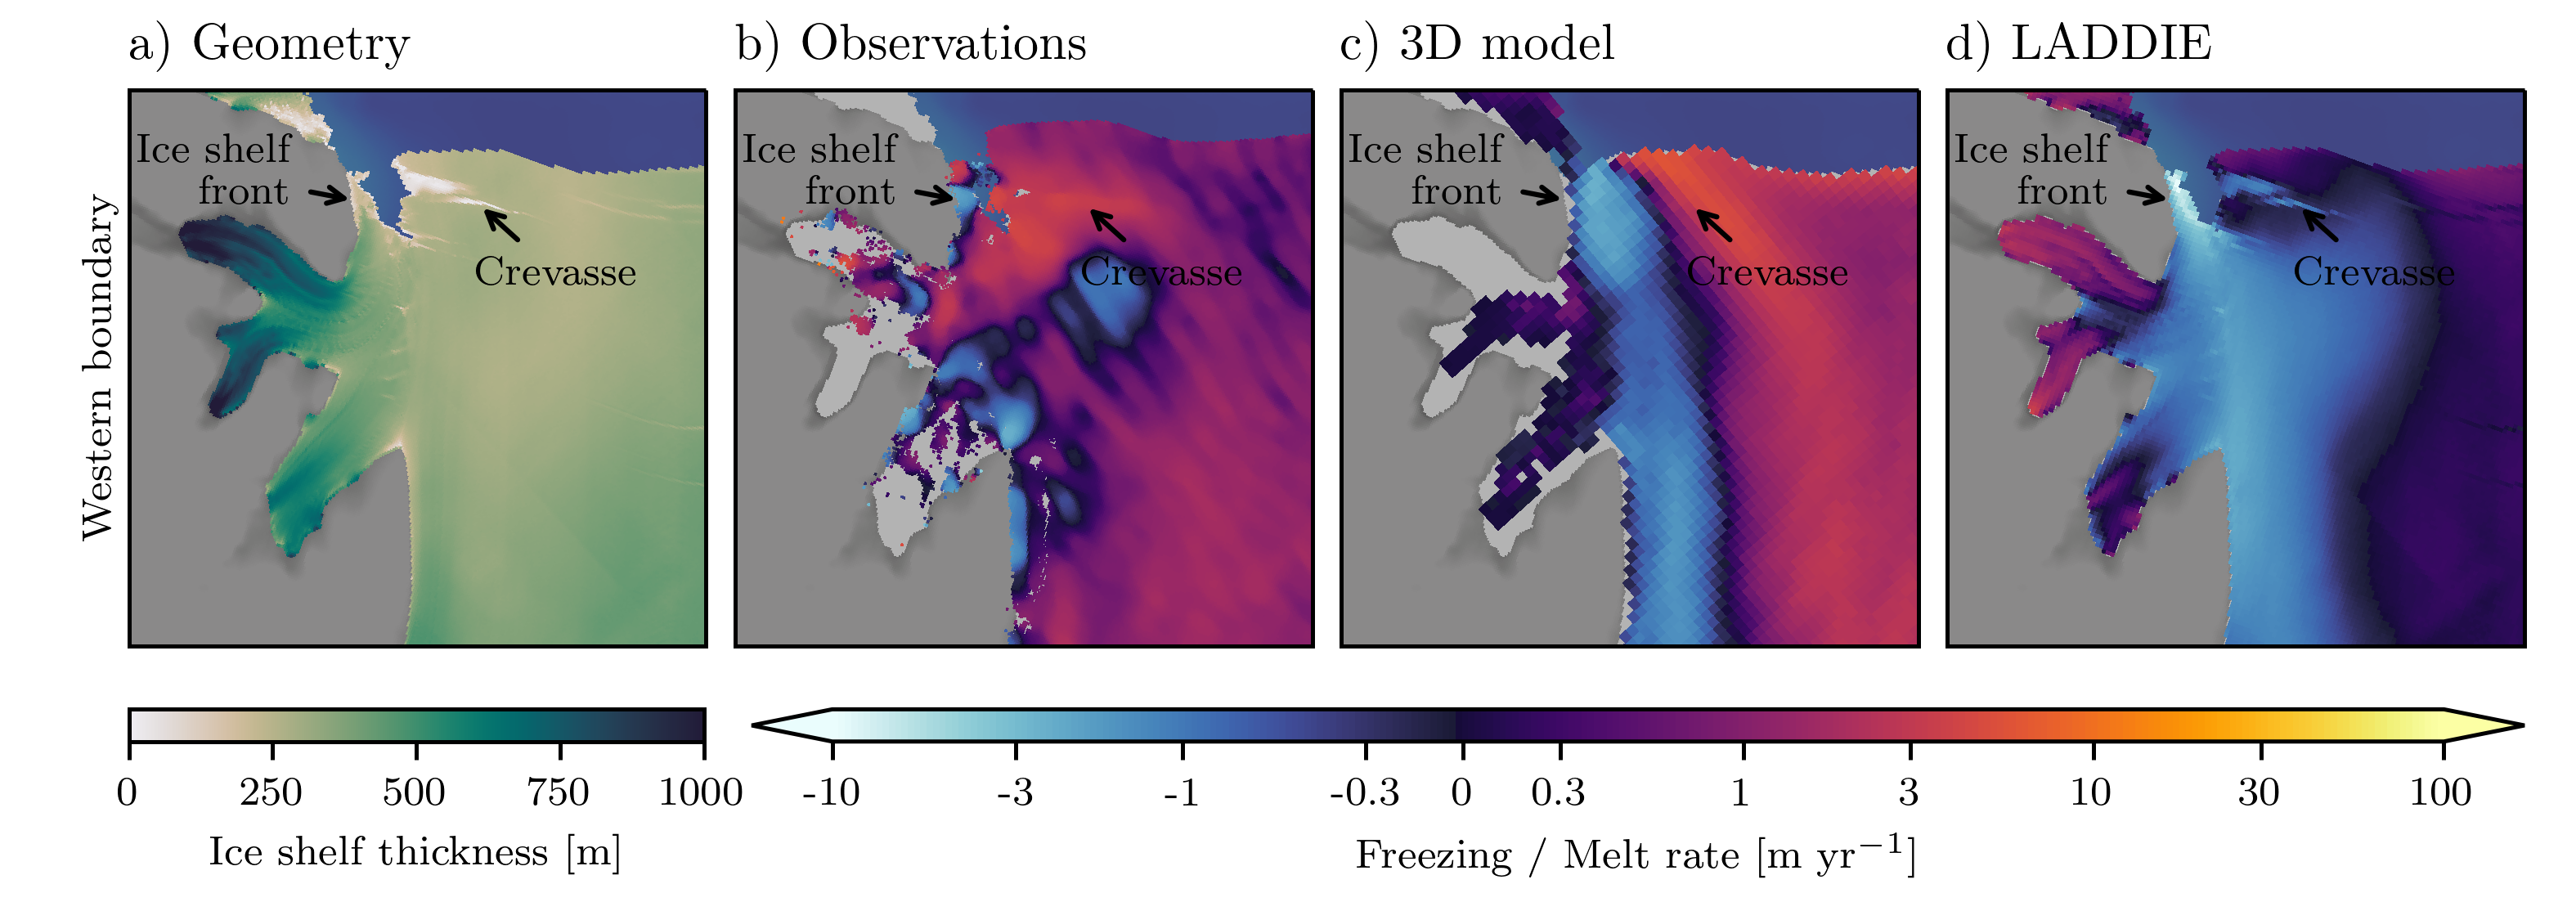 a) Geometry
b) Observations
c) 3D model
d) LADDIE
Western boundary
Ice shelf
front
Crevasse
Ice shelf
front
Crevasse
Ice shelf
front
Crevasse
Ice shelf
front
Crevasse
0 250 500 750 1000
Ice shelf thickness [m]
-10 -3 -1 -0.3 0 0.3 1 3 10 30 100
Freezing / Melt rate [m yr⁻¹]